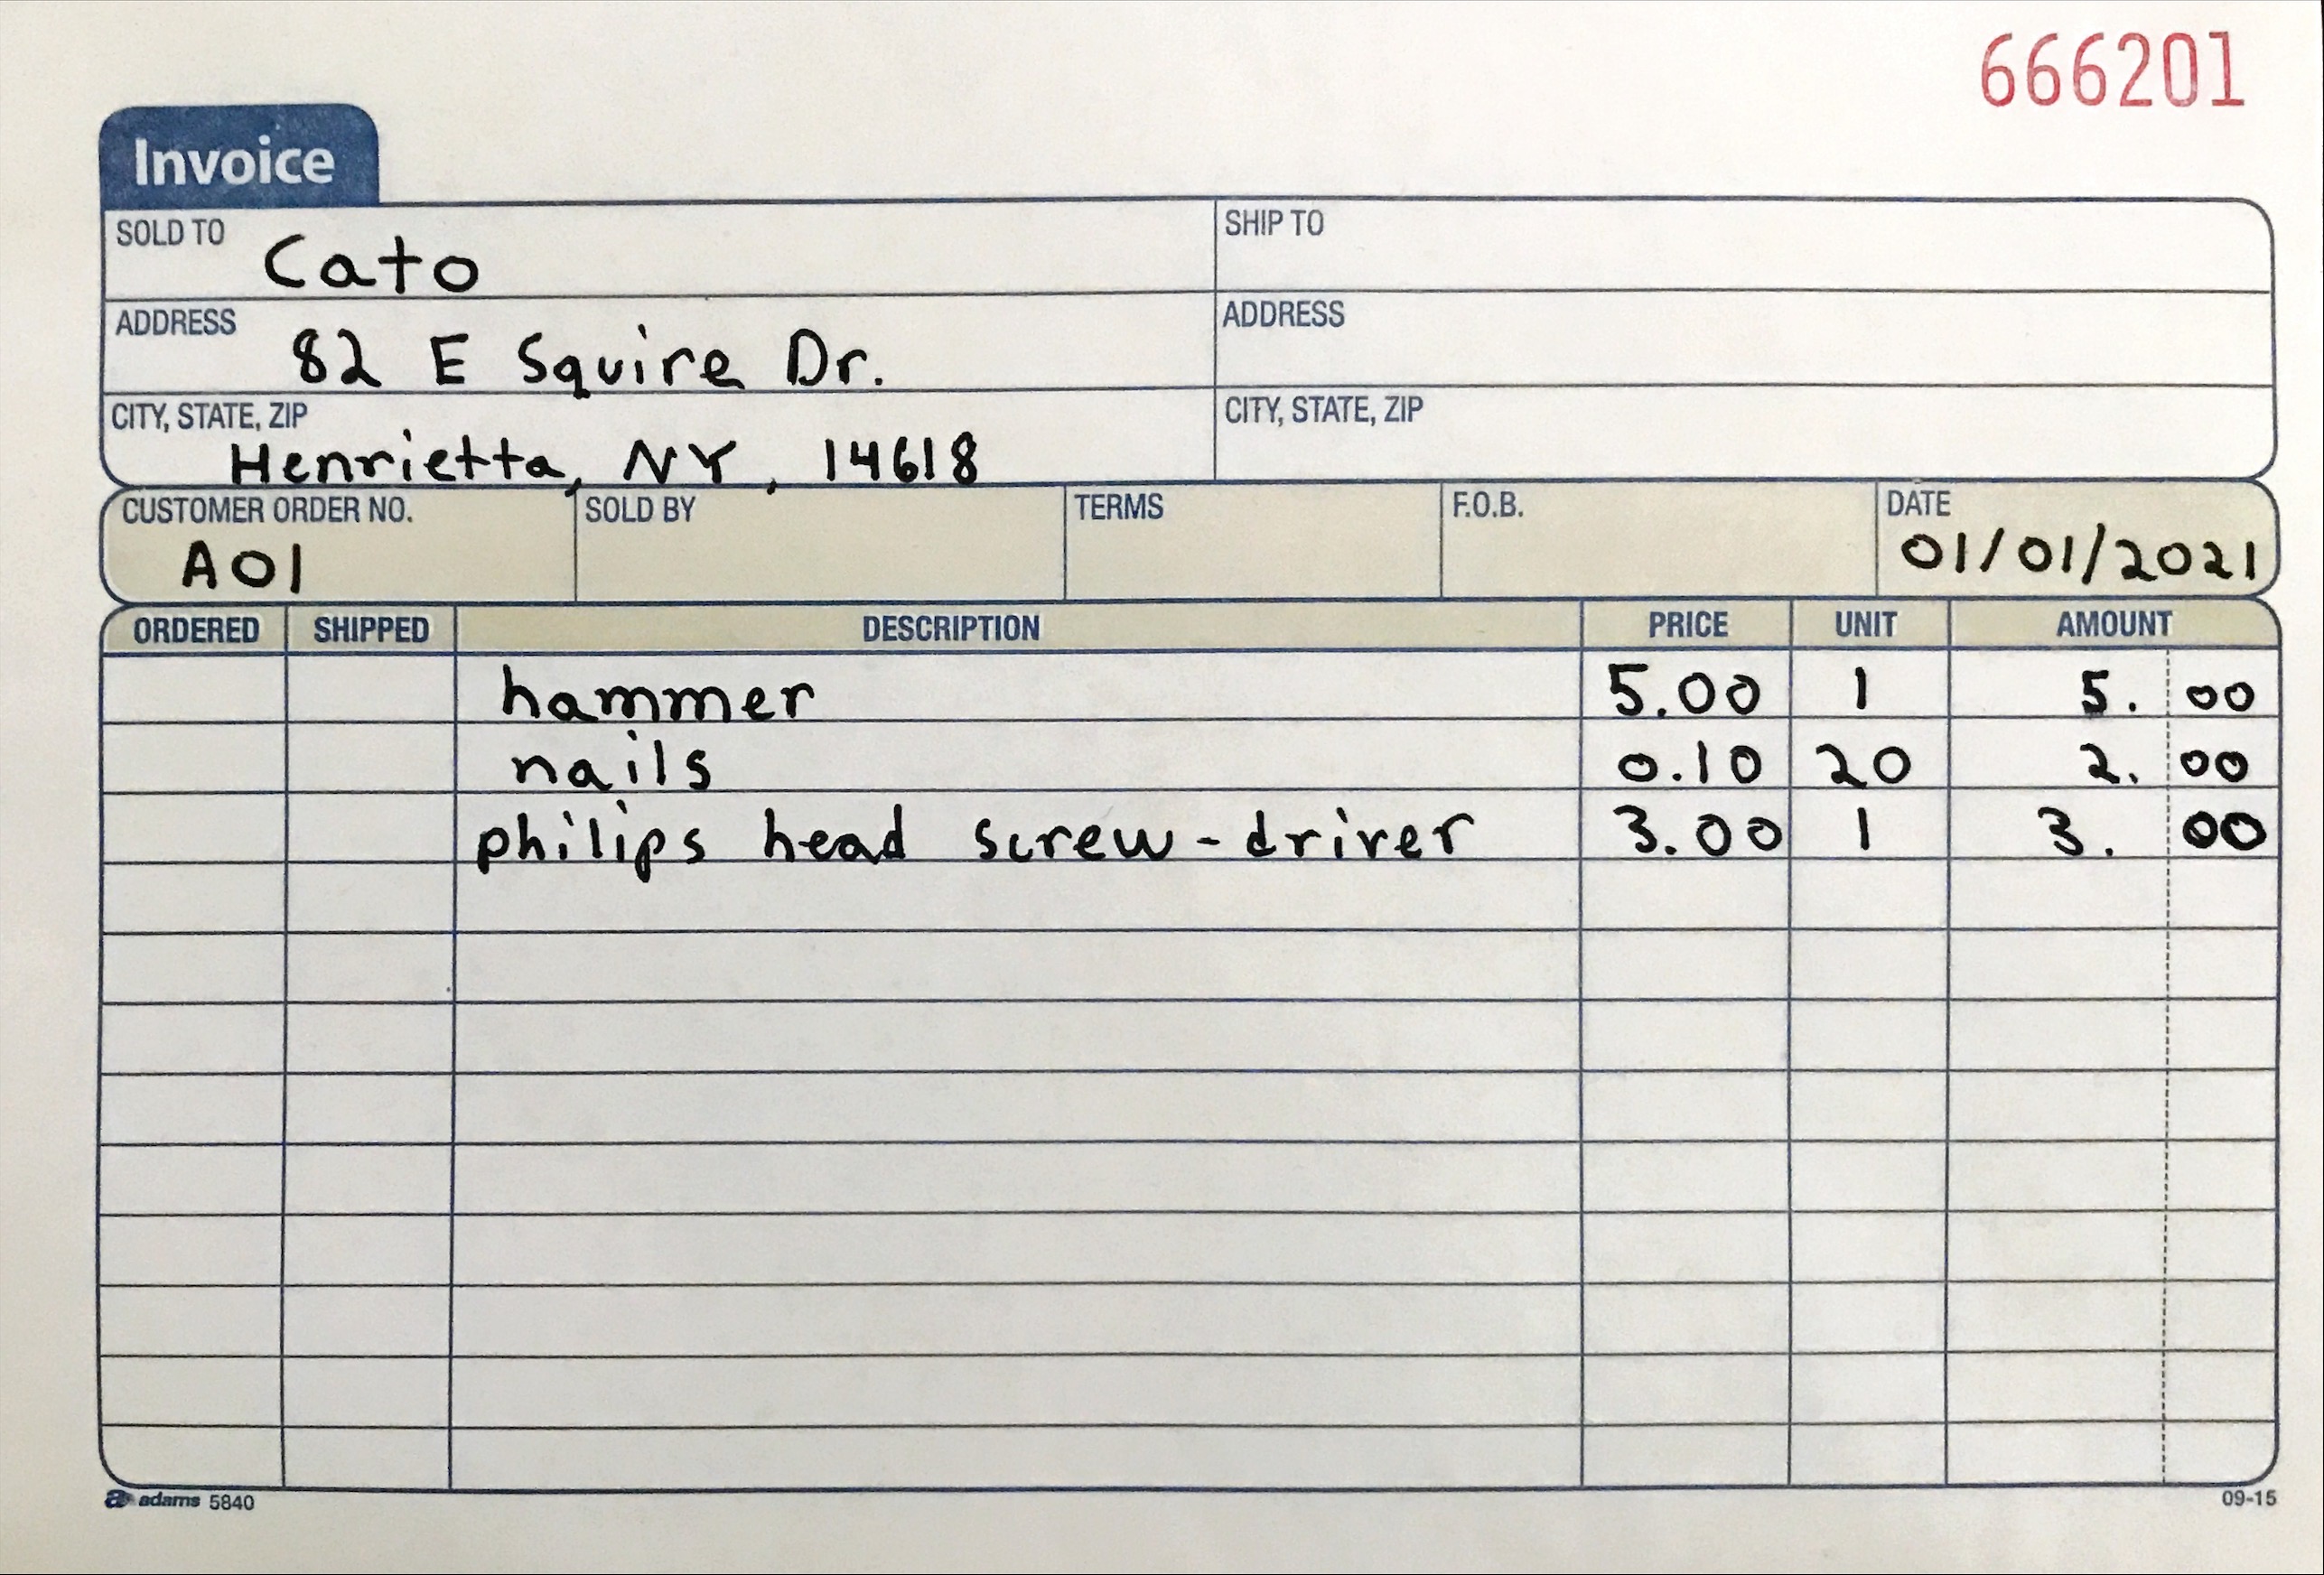 666201
Invoice
SOLD TO Cato
SHIP TO
ADDRESS 82 E Squire Dr.
ADDRESS
CITY, STATE, ZIP Henrietta, NY, 14618
CITY, STATE, ZIP
CUSTOMER ORDER NO. A01
SOLD BY
TERMS
F.O.B.
DATE 01/01/2021
ORDERED SHIPPED DESCRIPTION PRICE UNIT AMOUNT
hammer 5.00 1 5. 00
nails 0.10 20 2. 00
philips head screw-driver 3.00 1 3. 00
adams 5840
09-15